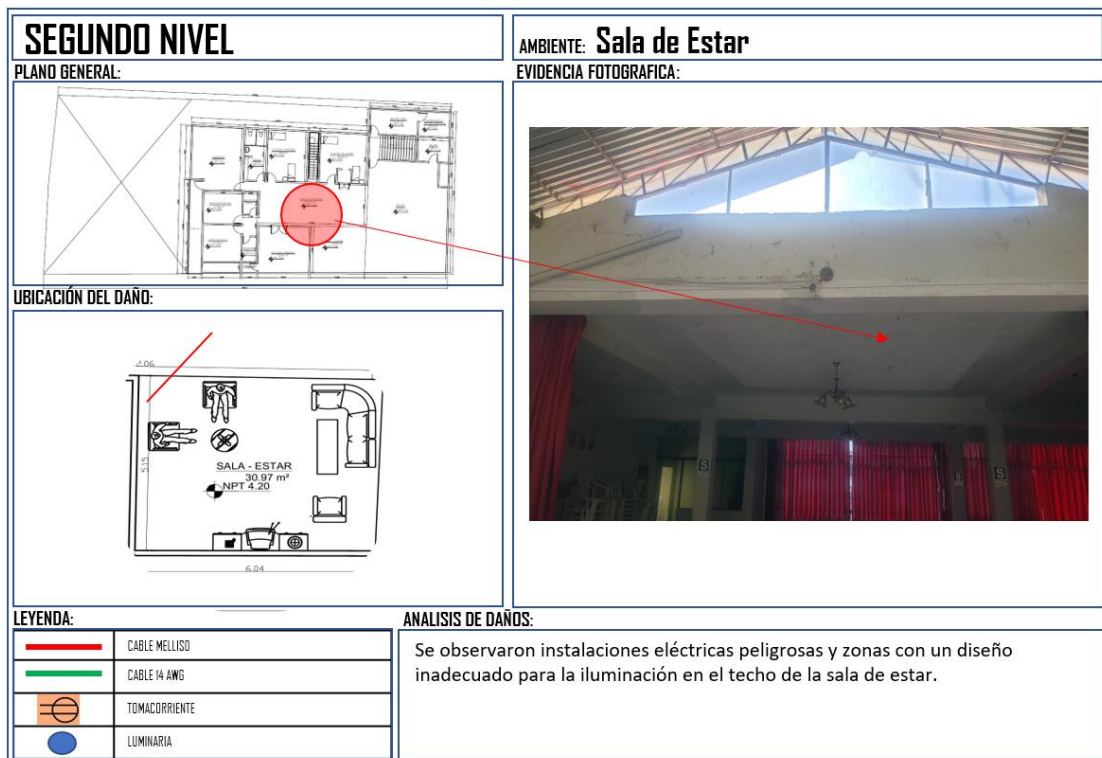 SEGUNDO NIVEL
AMBIENTE: Sala de Estar
PLANO GENERAL:
EVIDENCIA FOTOGRAFICA:
S
S
S
UBICACIÓN DEL DAÑO:
2.06
5.15
SALA - ESTAR
30.97 m²
NPT 4.20
6.04
LEYENDA:
CABLE MELLISO
CABLE 14 AWG
TOMACORRIENTE
LUMINARIA
ANALISIS DE DAÑOS:
Se observaron instalaciones eléctricas peligrosas y zonas con un diseño
inadecuado para la iluminación en el techo de la sala de estar.